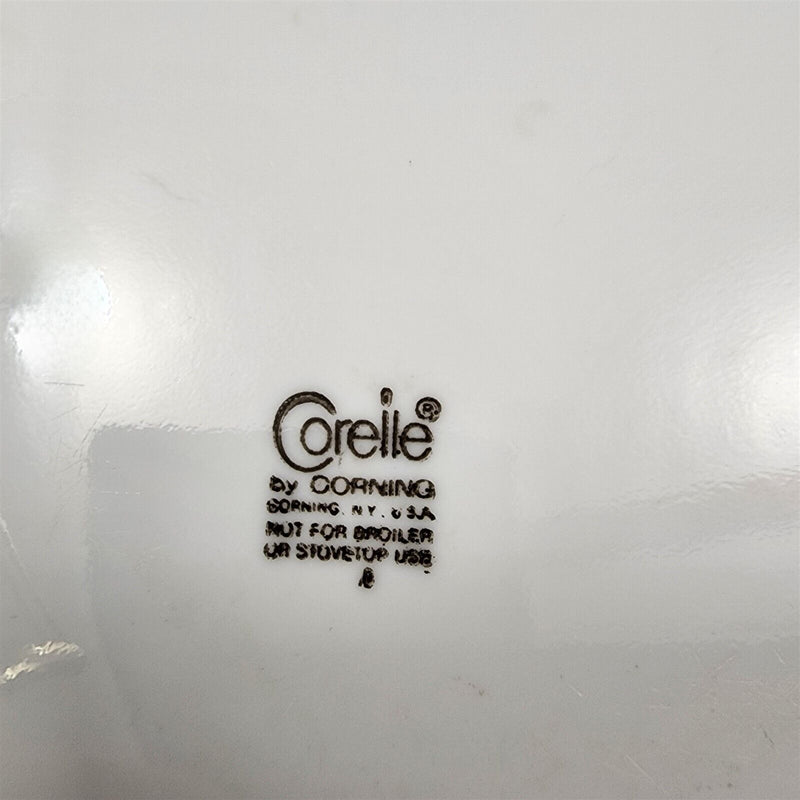 Corelle®
by CORNING
CORNING, N.Y., U.S.A.
NOT FOR BROILER
OR STOVETOP USE